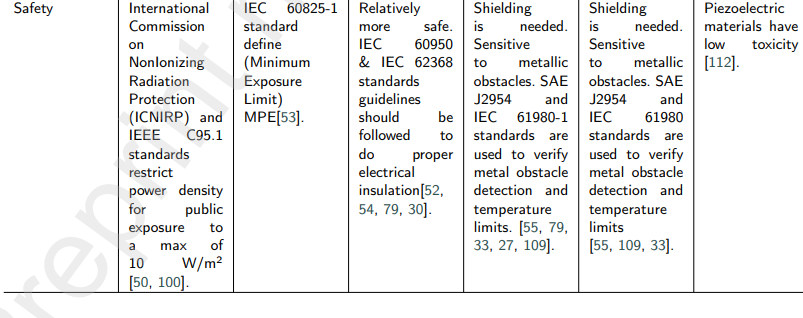 Safety
International
Commission
on
NonIonizing
Radiation
Protection
(ICNIRP) and
IEEE C95.1
standards
restrict
power density
for public
exposure to
a max of
10 W/m²
[50, 100].
IEC 60825-1
standard
define
(Minimum
Exposure
Limit)
MPE[53].
Relatively
more safe.
IEC 60950
& IEC 62368
standards
guidelines
should be
followed to
do proper
electrical
insulation[52,
54, 79, 30].
Shielding
is needed.
Sensitive
to metallic
obstacles. SAE
J2954 and
IEC 61980-1
standards are
used to verify
metal obstacle
detection and
temperature
limits. [55, 79,
33, 27, 109].
Shielding
is needed.
Sensitive
to metallic
obstacles. SAE
J2954 and
IEC 61980
standards are
used to verify
metal obstacle
detection and
temperature
limits
[55, 109, 33].
Piezoelectric
materials have
low toxicity
[112].
reprint